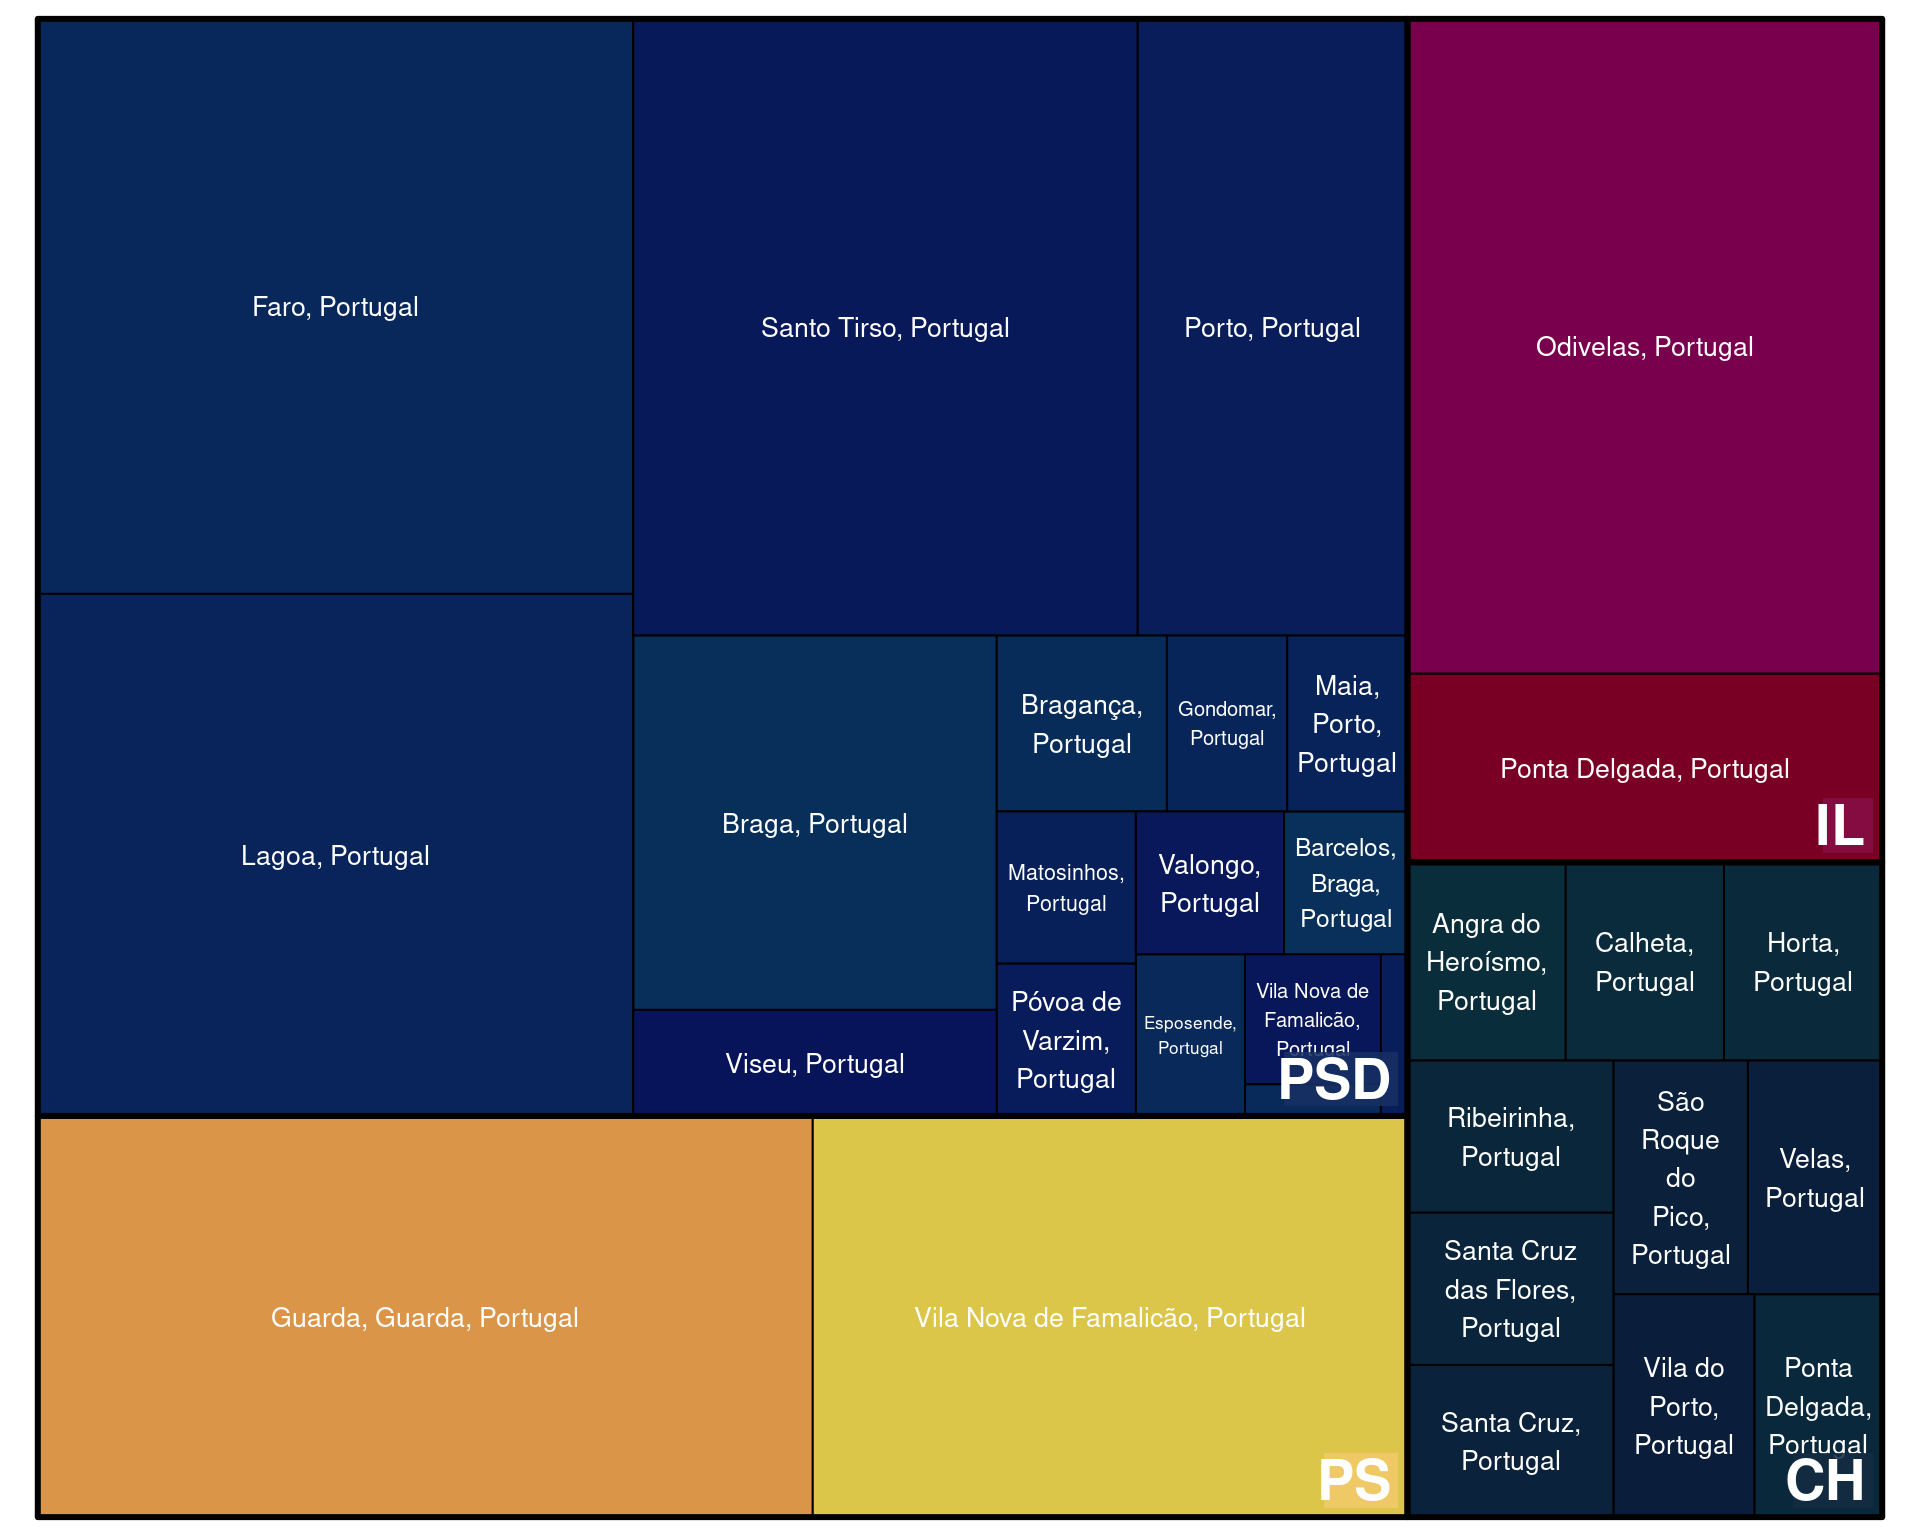 Faro, Portugal
Lagoa, Portugal
Santo Tirso, Portugal
Porto, Portugal
Braga, Portugal
Viseu, Portugal
Bragança,
Portugal
Gondomar,
Portugal
Maia,
Porto,
Portugal
Matosinhos,
Portugal
Valongo,
Portugal
Barcelos,
Braga,
Portugal
Póvoa de
Varzim,
Portugal
Esposende,
Portugal
Vila Nova de
Famalicão,
Portugal
PSD
Guarda, Guarda, Portugal
Vila Nova de Famalicão, Portugal
PS
Odivelas, Portugal
Ponta Delgada, Portugal
IL
Angra do
Heroísmo,
Portugal
Calheta,
Portugal
Horta,
Portugal
Ribeirinha,
Portugal
Santa Cruz
das Flores,
Portugal
Santa Cruz,
Portugal
São
Roque
do
Pico,
Portugal
Velas,
Portugal
Vila do
Porto,
Portugal
Ponta
Delgada,
Portugal
CH